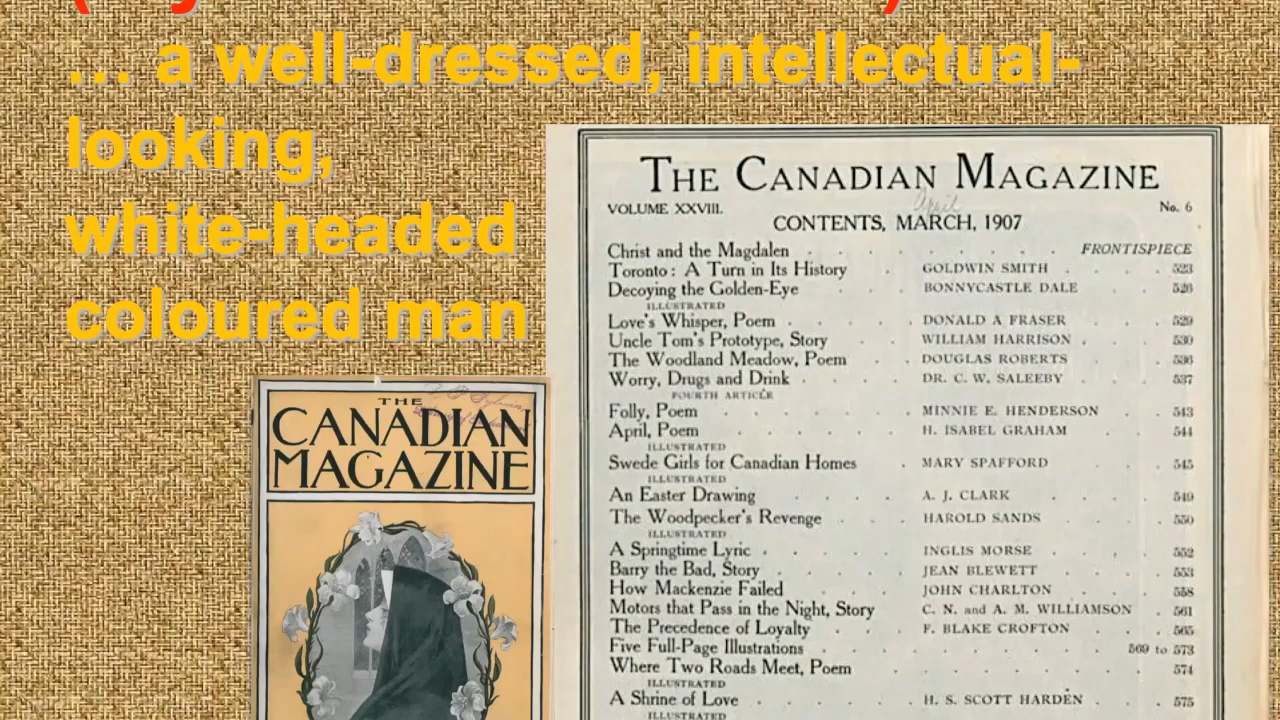 … a well-dressed, intellectual-
looking,
white-headed
coloured man
THE
CANADIAN
MAGAZINE
THE CANADIAN MAGAZINE
April
VOLUME XXVIII. No. 6
CONTENTS, MARCH, 1907
Christ and the Magdalen . . . . . . FRONTISPIECE
Toronto: A Turn in Its History . GOLDWIN SMITH . . . 523
Decoying the Golden-Eye . . . BONNYCASTLE DALE . . 526
ILLUSTRATED
Love's Whisper, Poem . . . . . DONALD A FRASER . . . 529
Uncle Tom's Prototype, Story . . WILLIAM HARRISON . . 530
The Woodland Meadow, Poem . . DOUGLAS ROBERTS . . 536
Worry, Drugs and Drink . . . . DR. C. W. SALEEBY . . 537
FOURTH ARTICLE
Folly, Poem . . . . . . MINNIE E. HENDERSON . . 543
April, Poem . . . . . . H. ISABEL GRAHAM . . . 544
ILLUSTRATED
Swede Girls for Canadian Homes . MARY SPAFFORD . . . 545
ILLUSTRATED
An Easter Drawing . . . . A. J. CLARK . . . . 549
The Woodpecker's Revenge . . . HAROLD SANDS . . . 550
ILLUSTRATED
A Springtime Lyric . . . . . . INGLIS MORSE . . . 552
Barry the Bad, Story . . . . . JEAN BLEWETT . . . 553
How Mackenzie Failed . . . . JOHN CHARLTON . . . 558
Motors that Pass in the Night, Story C. N. and A. M. WILLIAMSON . 561
The Precedence of Loyalty . . . F. BLAKE CROFTON . . . 565
Five Full-Page Illustrations . . . . . . . . 569 to 573
Where Two Roads Meet, Poem . . . . . . . . 574
ILLUSTRATED
A Shrine of Love . . . . . H. S. SCOTT HARDEN . . . 575
ILLUSTRATED